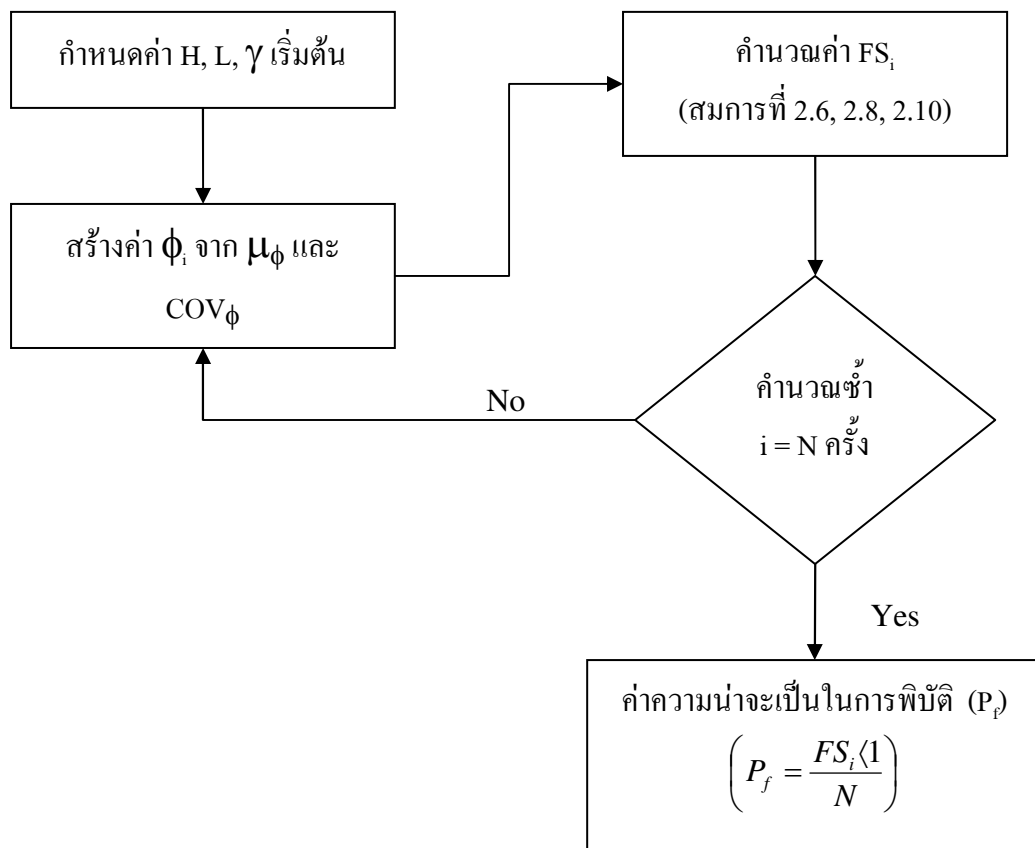 กำหนดค่า H, L, γ เริ่มต้น
สร้างค่า ϕᵢ จาก μ_ϕ และ
COV_ϕ
คำนวณค่า FSᵢ
(สมการที่ 2.6, 2.8, 2.10)
คำนวณซ้ำ
i = N ครั้ง
No
Yes
ค่าความน่าจะเป็นในการพิบัติ (P_f)
(P_f = FSᵢ⟨1 / N)